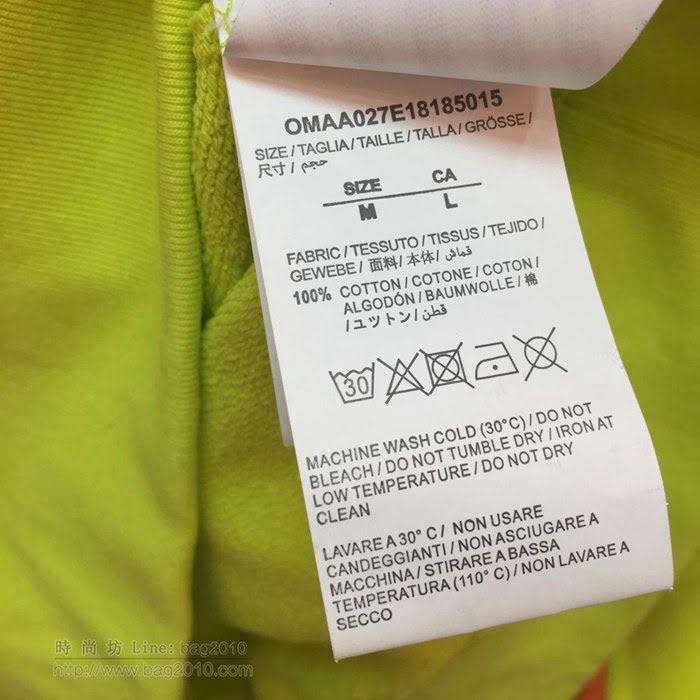 OMAA027E18185015
SIZE / TAGLIA / TAILLE / TALLA / GRÖSSE /
尺寸 / حجم
SIZE CA
M L
FABRIC / TESSUTO / TISSUS / TEJIDO /
GEWEBE / 面料 / 本体 / قماش
100% COTTON / COTONE / COTON /
ALGODÓN / BAUMWOLLE / 棉
/ ユツトン / قطن
30
MACHINE WASH COLD (30°C) / DO NOT
BLEACH / DO NOT TUMBLE DRY / IRON AT
LOW TEMPERATURE / DO NOT DRY
CLEAN
LAVARE A 30° C / NON USARE
CANDEGGIANTI / NON ASCIUGARE A
MACCHINA / STIRARE A BASSA
TEMPERATURA (110° C) / NON LAVARE A
SECCO
時尚坊 Line: bag2010
http://www.bag2010.com/